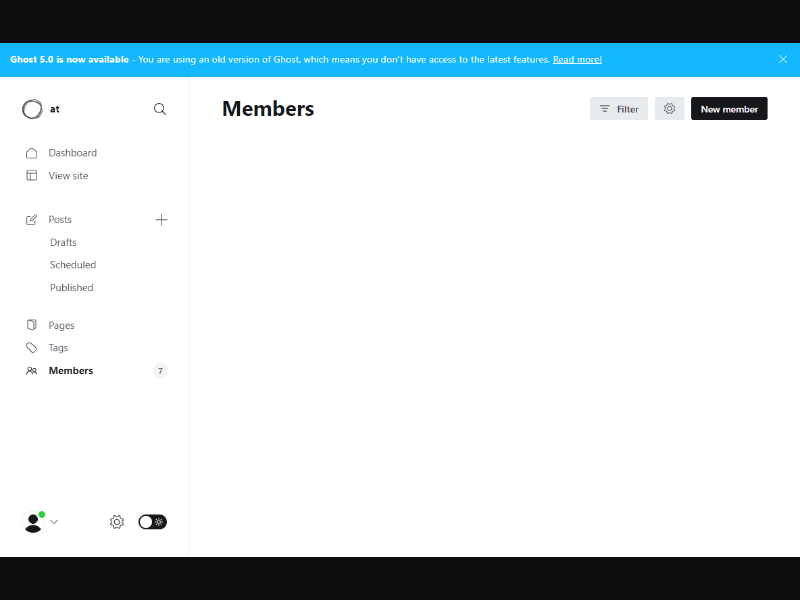 Ghost 5.0 is now available - You are using an old version of Ghost, which means you don't have access to the latest features. Read more!
at
Members
Filter
New member
Dashboard
View site
Posts
Drafts
Scheduled
Published
Pages
Tags
Members 7